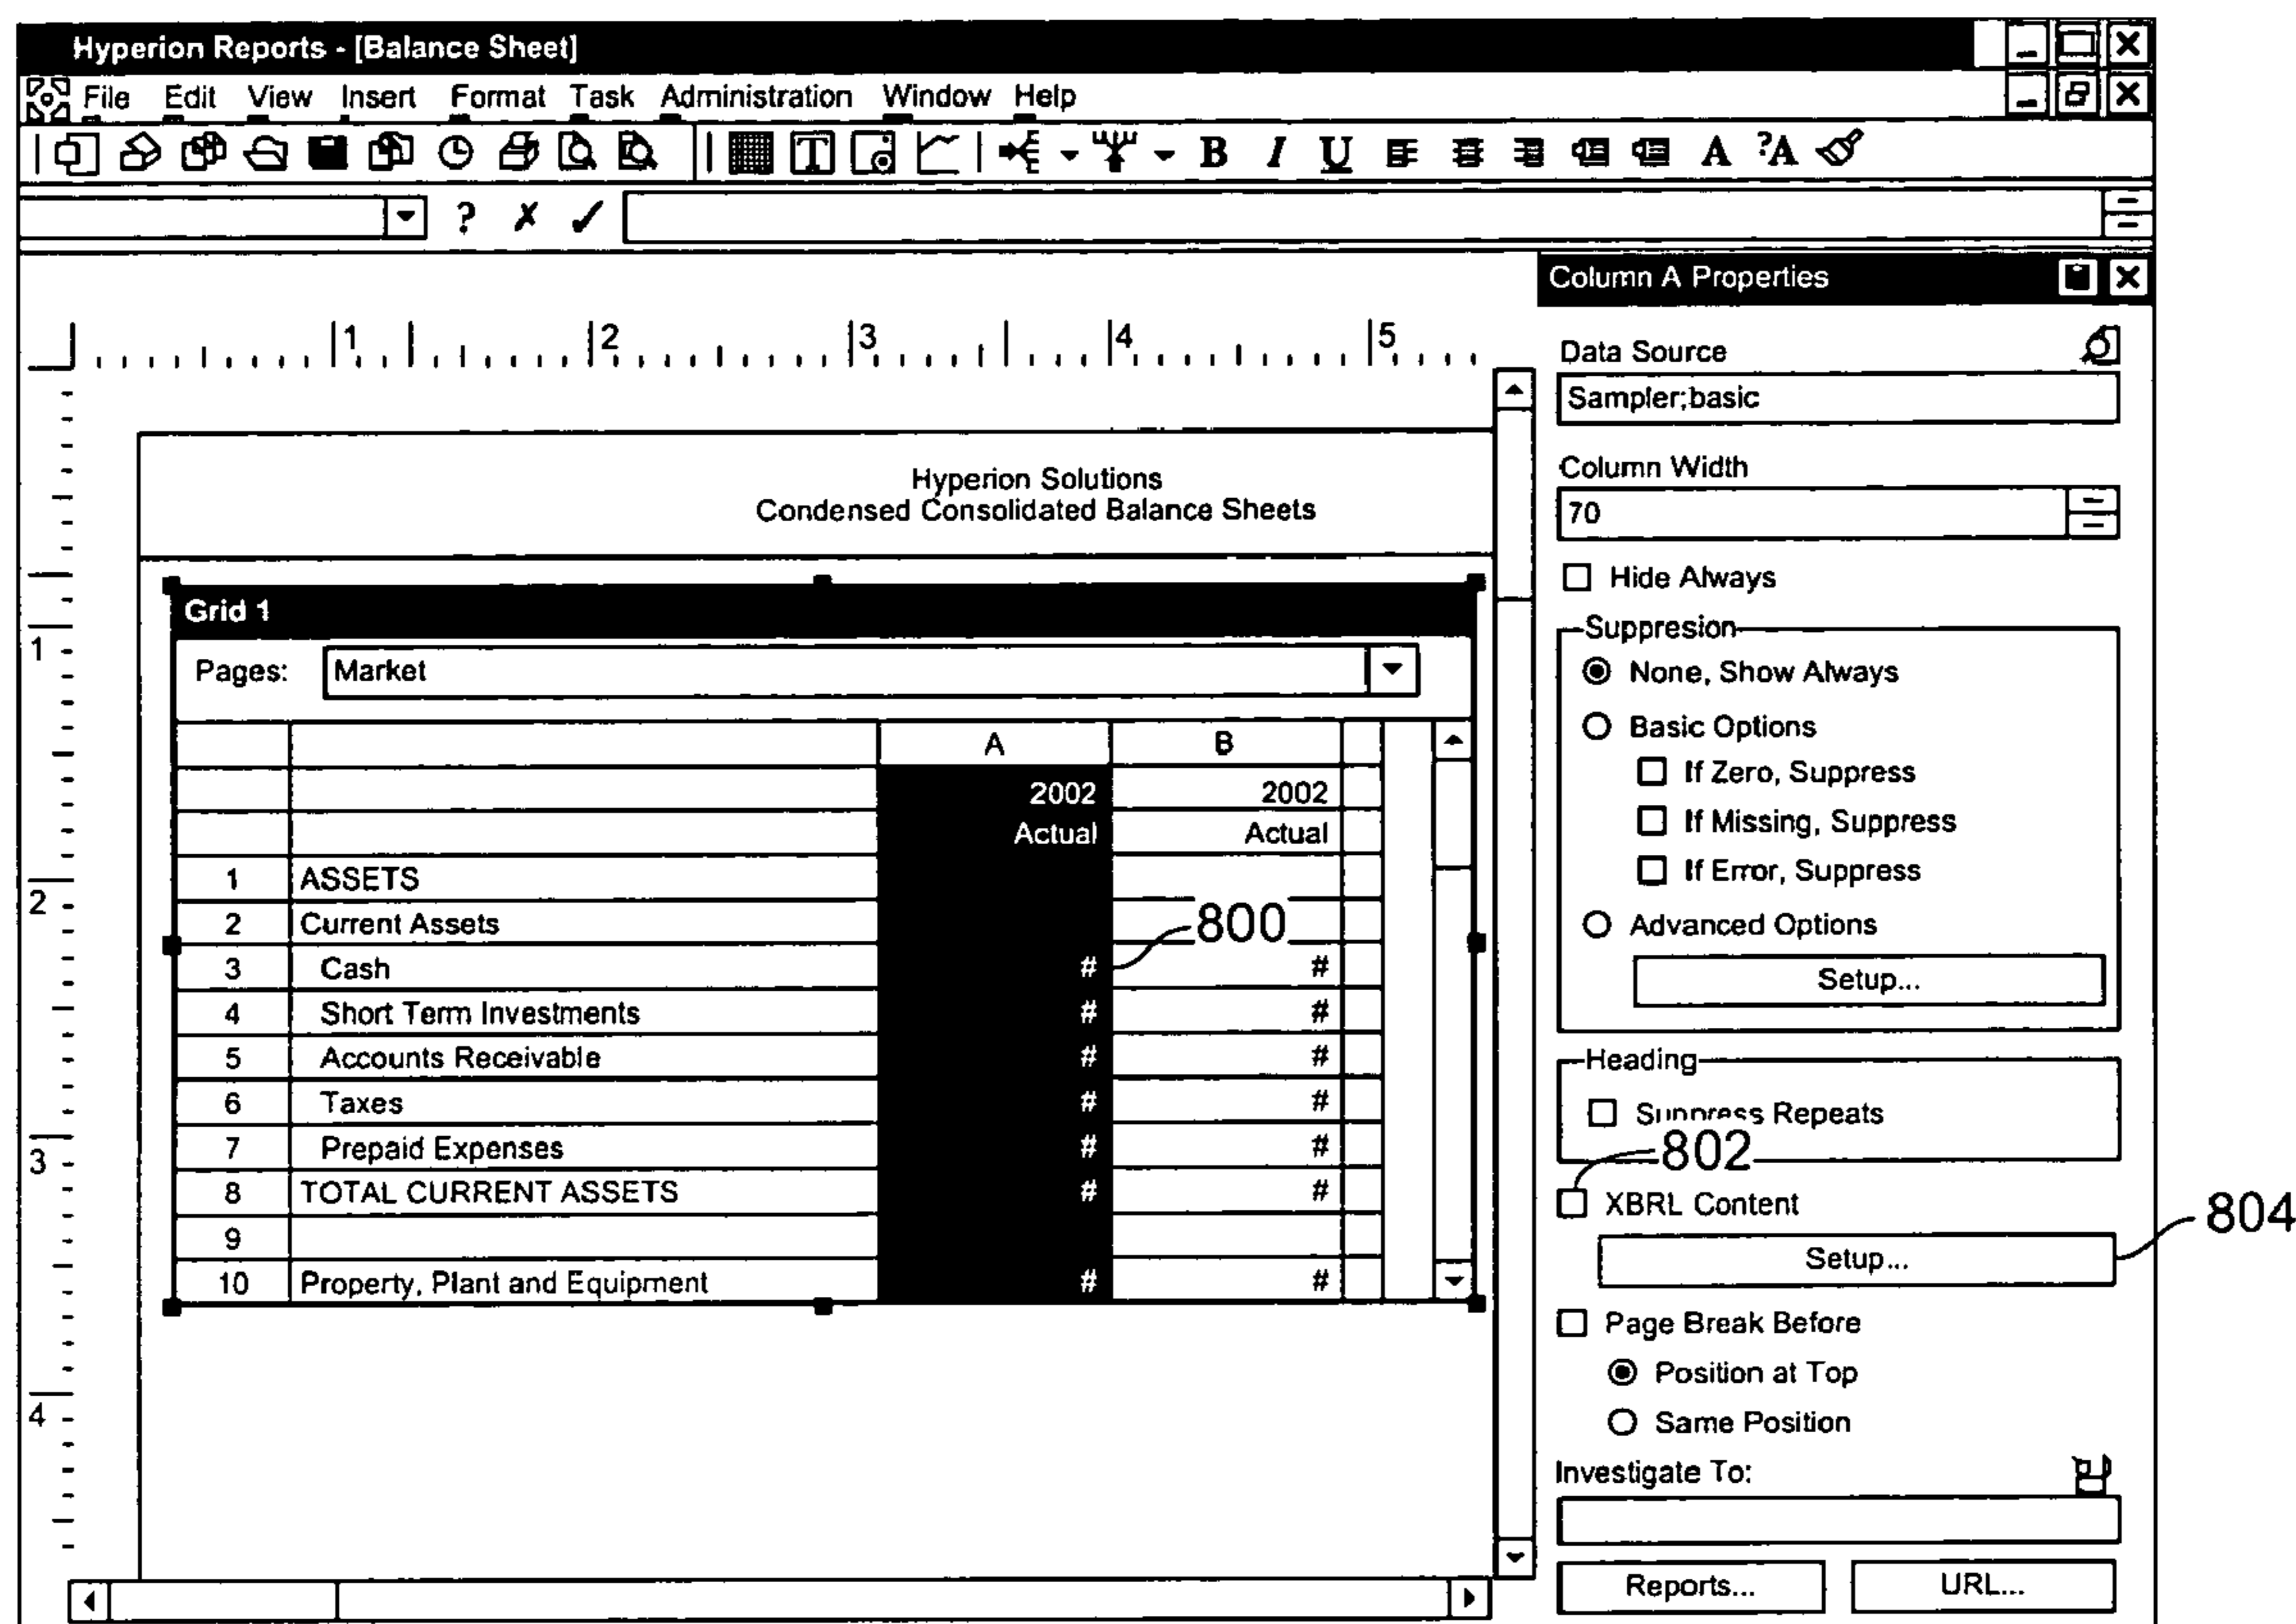 Hyperion Reports - [Balance Sheet]
File Edit View Insert Format Task Administration Window Help
T B I U A ?A
? ✗ ✓
Column A Properties
1 2 3 4 5
Data Source
Sampler;basic
Column Width
70
Hide Always
Suppresion
None, Show Always
Basic Options
If Zero, Suppress
If Missing, Suppress
If Error, Suppress
Advanced Options
Setup...
Heading
Suppress Repeats
802
XBRL Content
Setup...
804
Page Break Before
Position at Top
Same Position
Investigate To:
Reports... URL...
Hyperion Solutions
Condensed Consolidated Balance Sheets
Grid 1
Pages: Market
A B
2002 2002
Actual Actual
1 ASSETS
2 Current Assets
800
3 Cash # #
4 Short Term Investments # #
5 Accounts Receivable # #
6 Taxes # #
7 Prepaid Expenses # #
8 TOTAL CURRENT ASSETS # #
9
10 Property, Plant and Equipment # #
1
2
3
4